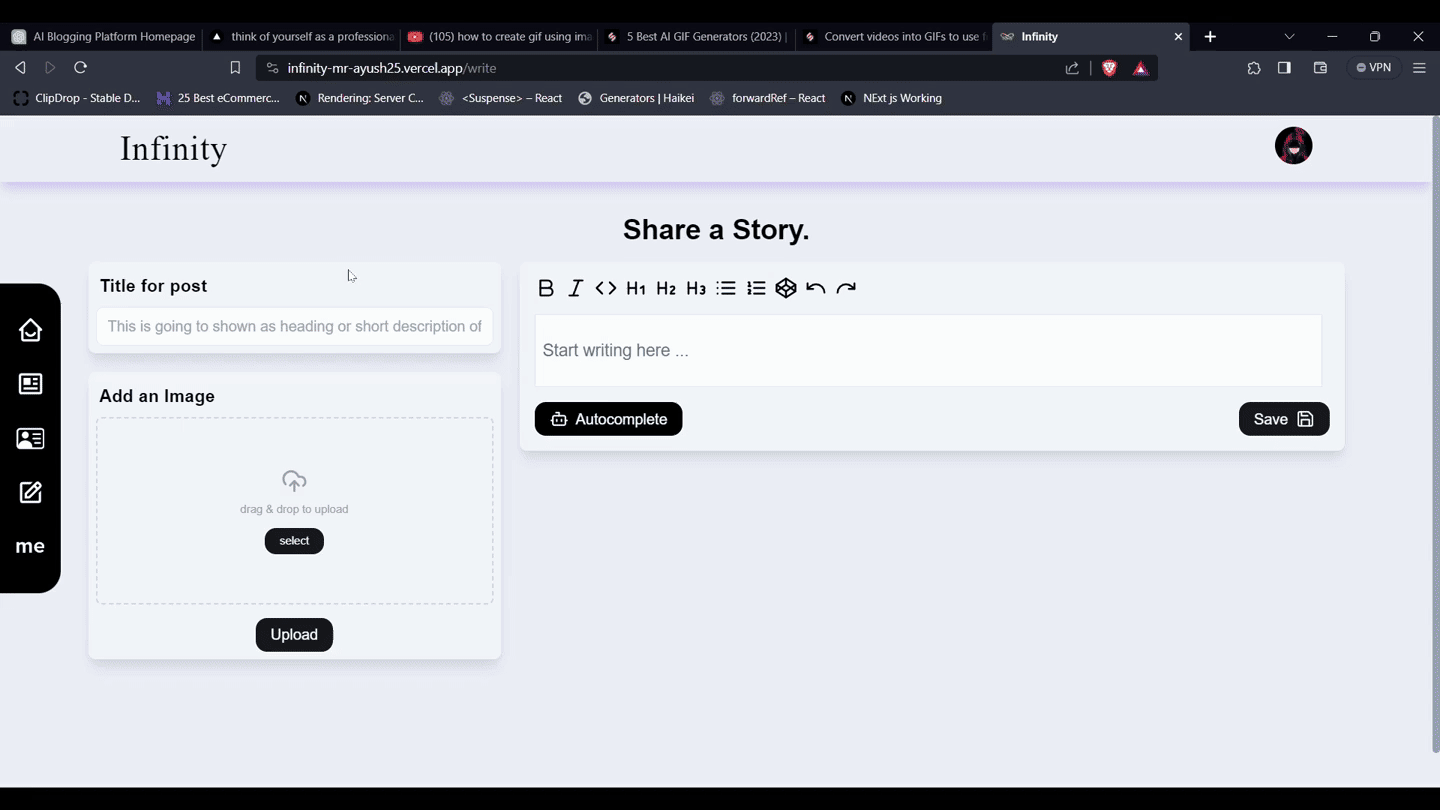 AI Blogging Platform Homepage
think of yourself as a professiona
(105) how to create gif using ima
5 Best AI GIF Generators (2023) |
Convert videos into GIFs to use f
Infinity
infinity-mr-ayush25.vercel.app/write
VPN
ClipDrop - Stable D...
25 Best eCommerc...
Rendering: Server C...
<Suspense> – React
Generators | Haikei
forwardRef – React
NExt js Working
Infinity
Share a Story.
Title for post
This is going to shown as heading or short description of
Add an Image
drag & drop to upload
select
Upload
me
H1 H2 H3
Start writing here ...
Autocomplete
Save